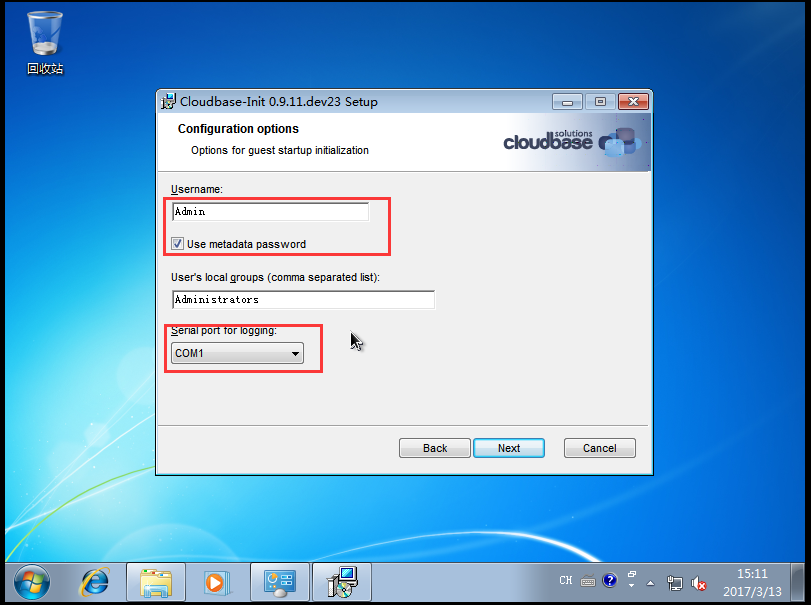 回收站
Cloudbase-Init 0.9.11.dev23 Setup
Configuration options
Options for guest startup initialization
solutions
cloudbase
Username:
Admin
Use metadata password
User's local groups (comma separated list):
Administrators
Serial port for logging:
COM1
Back
Next
Cancel
CH
15:11
2017/3/13